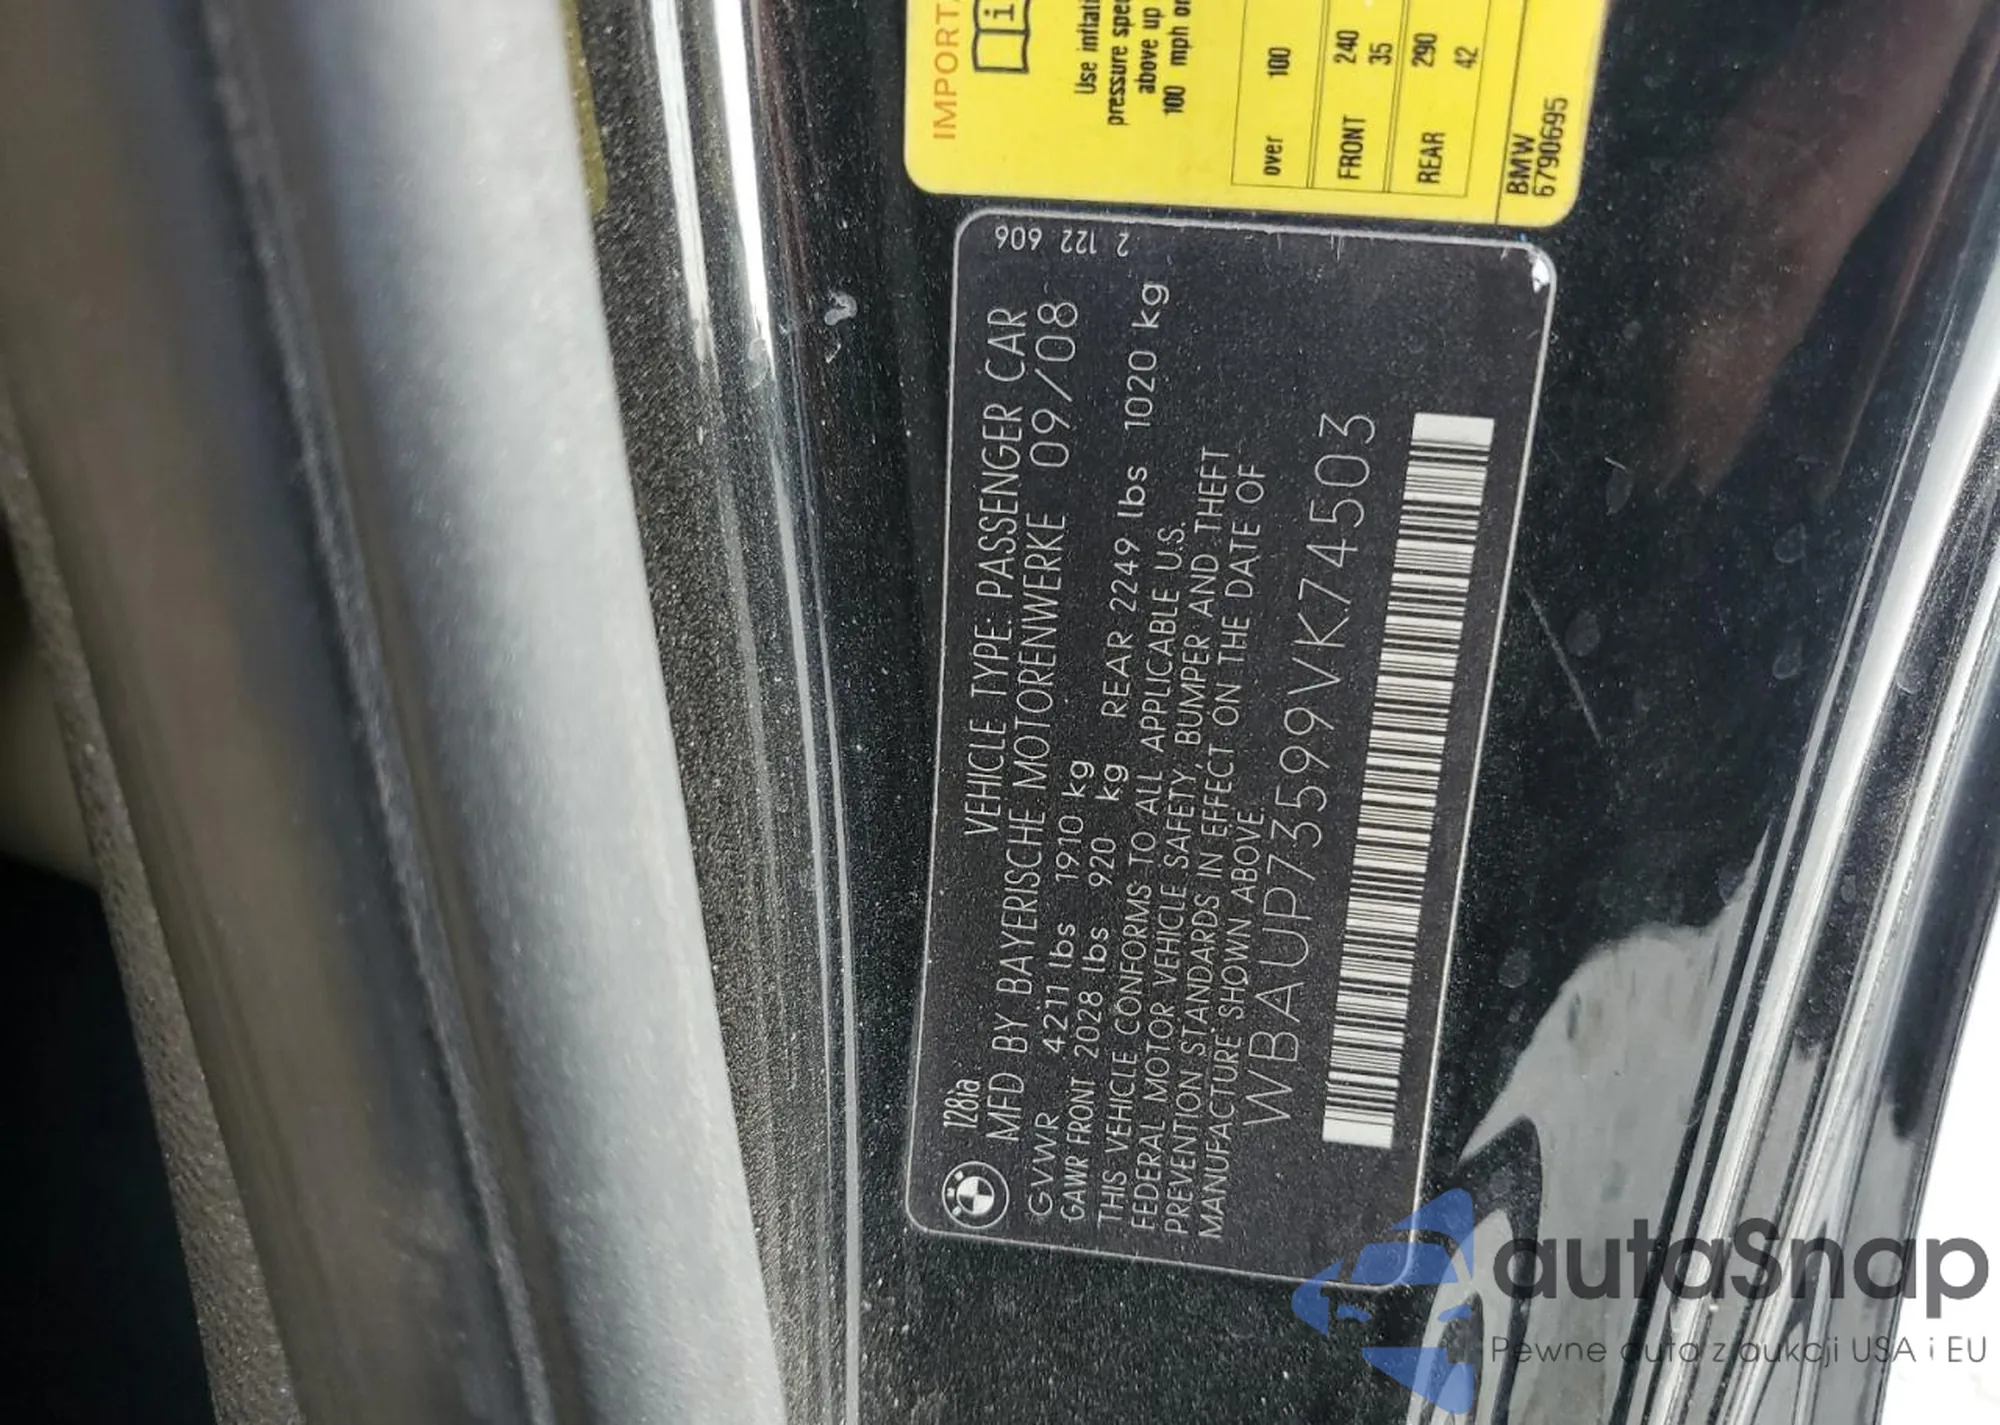 IMPORTA
i
Use intiati
pressure spe
above up
100 mph or
over 100
FRONT 240
35
REAR 290
42
BMW
6790695
2 122 606
128ia VEHICLE TYPE: PASSENGER CAR
MFD BY BAYERISCHE MOTORENWERKE 09/08
GVWR 4211 lbs 1910 kg
GAWR FRONT 2028 lbs 920 kg REAR 2249 lbs 1020 kg
THIS VEHICLE CONFORMS TO ALL APPLICABLE U.S.
FEDERAL MOTOR VEHICLE SAFETY, BUMPER AND THEFT
PREVENTION STANDARDS IN EFFECT ON THE DATE OF
MANUFACTURE SHOWN ABOVE.
WBAUP73599VK74503
autaSnap
Pewne auta z aukcji USA i EU